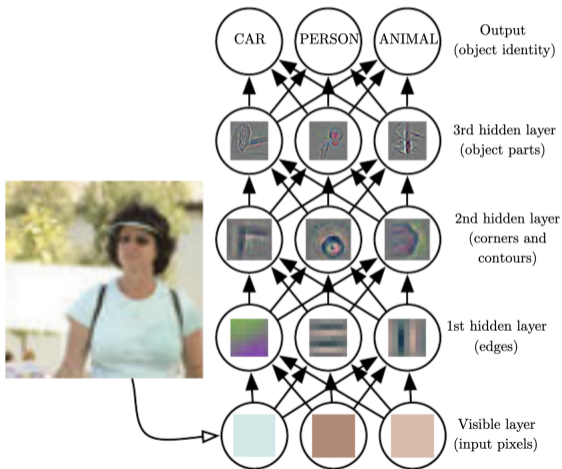 CAR PERSON ANIMAL
Output
(object identity)
3rd hidden layer
(object parts)
2nd hidden layer
(corners and
contours)
1st hidden layer
(edges)
Visible layer
(input pixels)